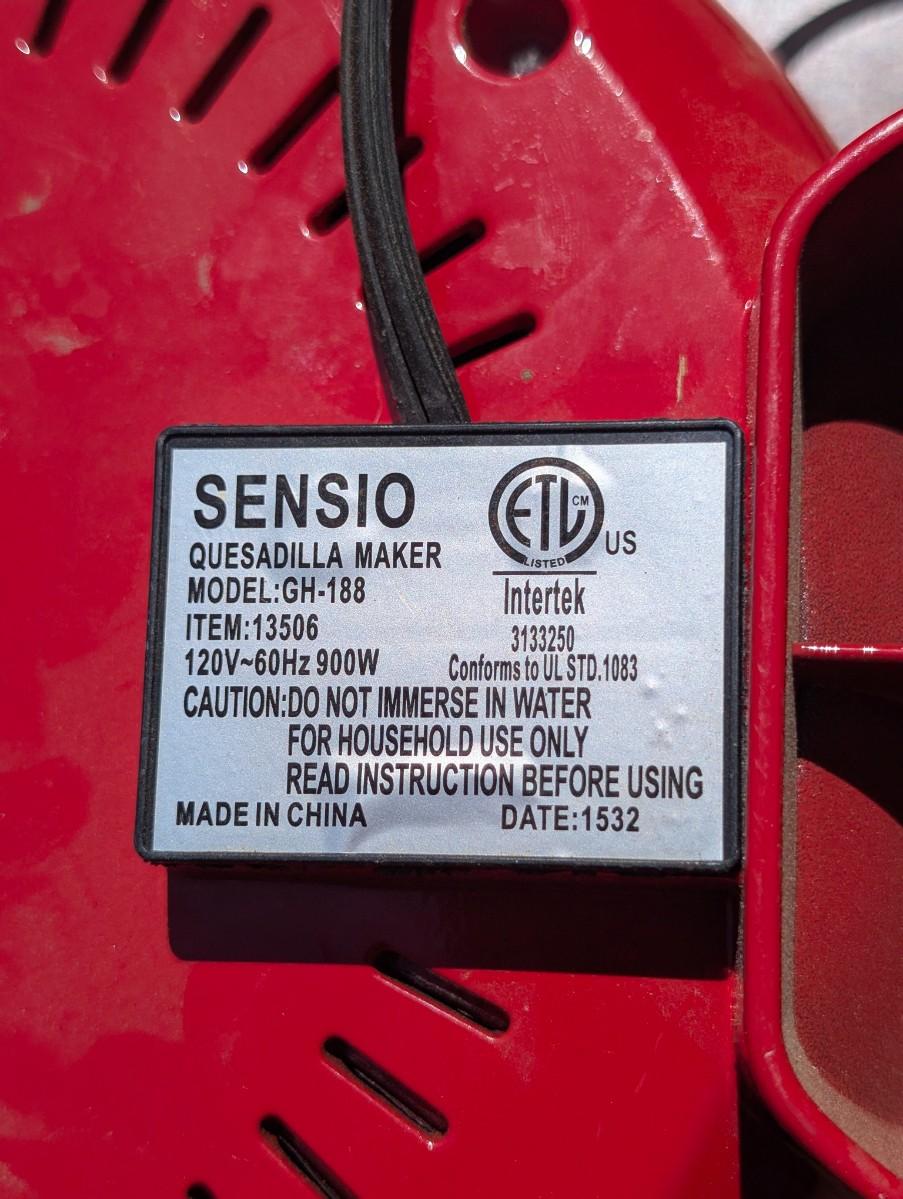 SENSIO
QUESADILLA MAKER
MODEL:GH-188
ITEM:13506
120V~60Hz 900W
ETL CM
LISTED
US
Intertek
3133250
Conforms to UL STD.1083
CAUTION:DO NOT IMMERSE IN WATER
FOR HOUSEHOLD USE ONLY
READ INSTRUCTION BEFORE USING
MADE IN CHINA DATE:1532